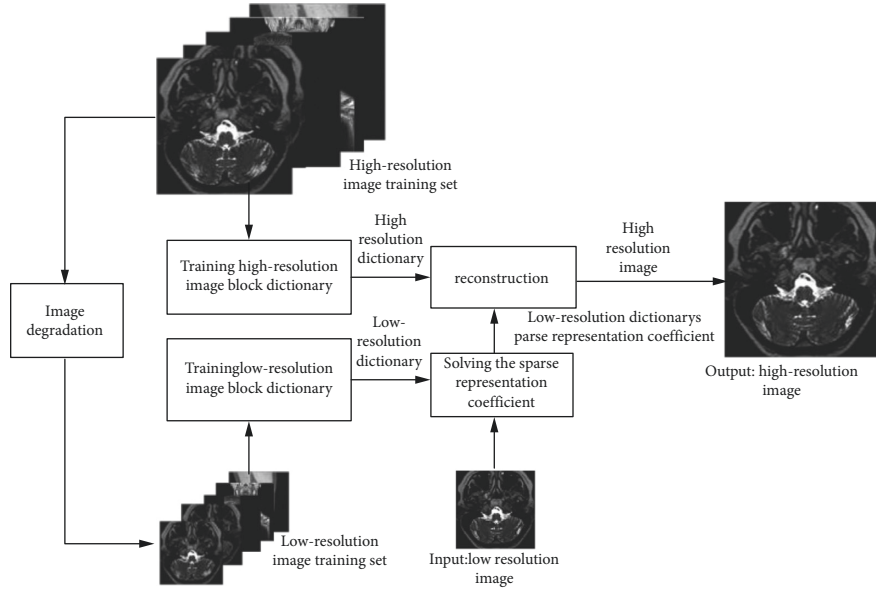 High-resolution
image training set
High
resolution
dictionary
High
resolution
image
Training high-resolution
image block dictionary
reconstruction
Image
degradation
Low-
resolution
dictionary
Low-resolution dictionarys
parse representation coefficient
Traininglow-resolution
image block dictionary
Solving the sparse
representation
coefficient
Output: high-resolution
image
Low-resolution
image training set
Input:low resolution
image